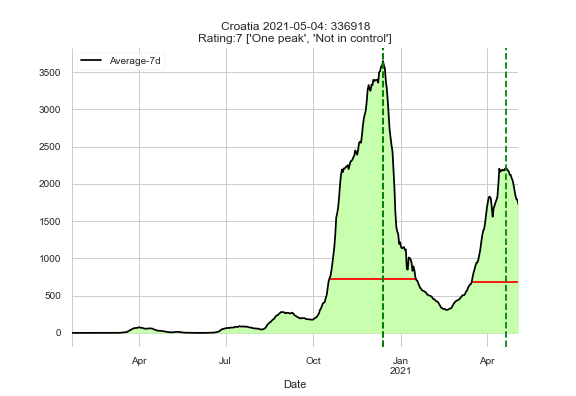 Croatia 2021-05-04: 336918
Rating:7 ['One peak', 'Not in control']
Average-7d
3500
3000
2500
2000
1500
1000
500
0
Apr Jul Oct Jan Apr
2021
Date